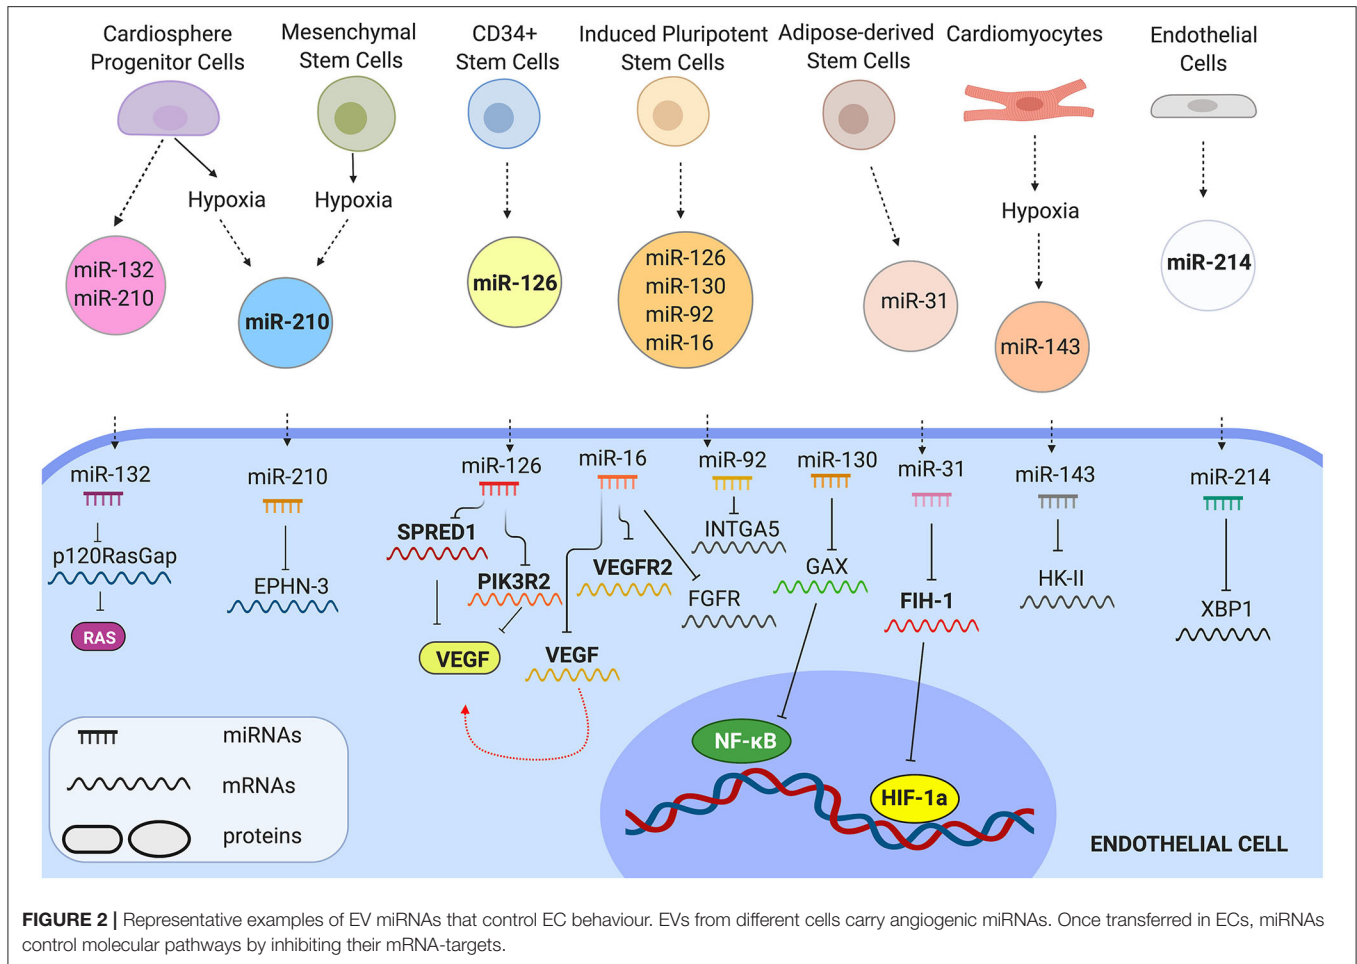 Cardiosphere
Progenitor Cells
Mesenchymal
Stem Cells
CD34+
Stem Cells
Induced Pluripotent
Stem Cells
Adipose-derived
Stem Cells
Cardiomyocytes
Endothelial
Cells
Hypoxia
Hypoxia
Hypoxia
miR-132
miR-210
miR-210
miR-126
miR-126
miR-130
miR-92
miR-16
miR-31
miR-143
miR-214
miR-132
miR-210
miR-126
miR-16
miR-92
miR-130
miR-31
miR-143
miR-214
p120RasGap
RAS
EPHN-3
SPRED1
PIK3R2
VEGF
VEGF
VEGFR2
FGFR
INTGA5
GAX
FIH-1
HK-II
XBP1
NF-κB
HIF-1a
miRNAs
mRNAs
proteins
ENDOTHELIAL CELL
FIGURE 2 | Representative examples of EV miRNAs that control EC behaviour. EVs from different cells carry angiogenic miRNAs. Once transferred in ECs, miRNAs
control molecular pathways by inhibiting their mRNA-targets.